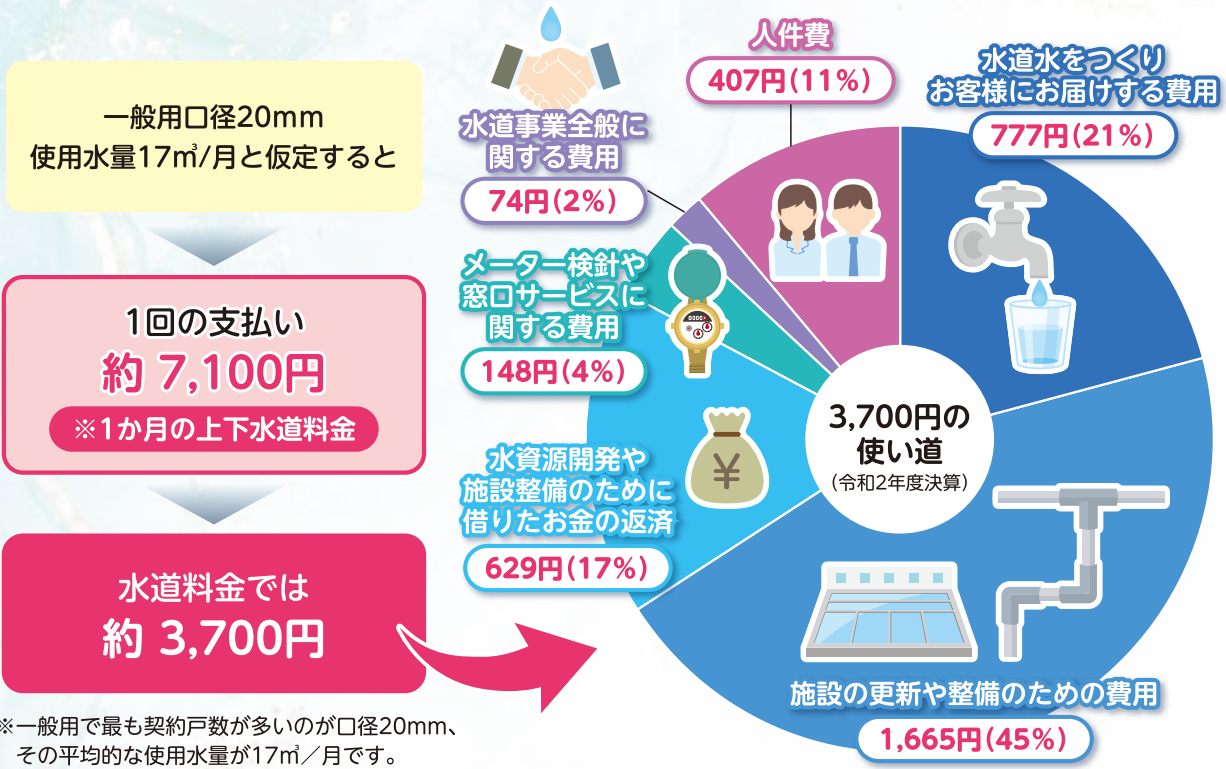 一般用口径20mm
使用水量17㎥/月と仮定すると
1回の支払い
約 7,100円
※1か月の上下水道料金
水道料金では
約 3,700円
※一般用で最も契約戸数が多いのが口径20mm、
その平均的な使用水量が17㎥／月です。
水道事業全般に
関する費用
74円(2%)
メーター検針や
窓口サービスに
関する費用
148円(4%)
水資源開発や
施設整備のために
借りたお金の返済
629円(17%)
人件費
407円(11%)
水道水をつくり
お客様にお届けする費用
777円(21%)
3,700円の
使い道
(令和2年度決算)
¥
施設の更新や整備のための費用
1,665円(45%)